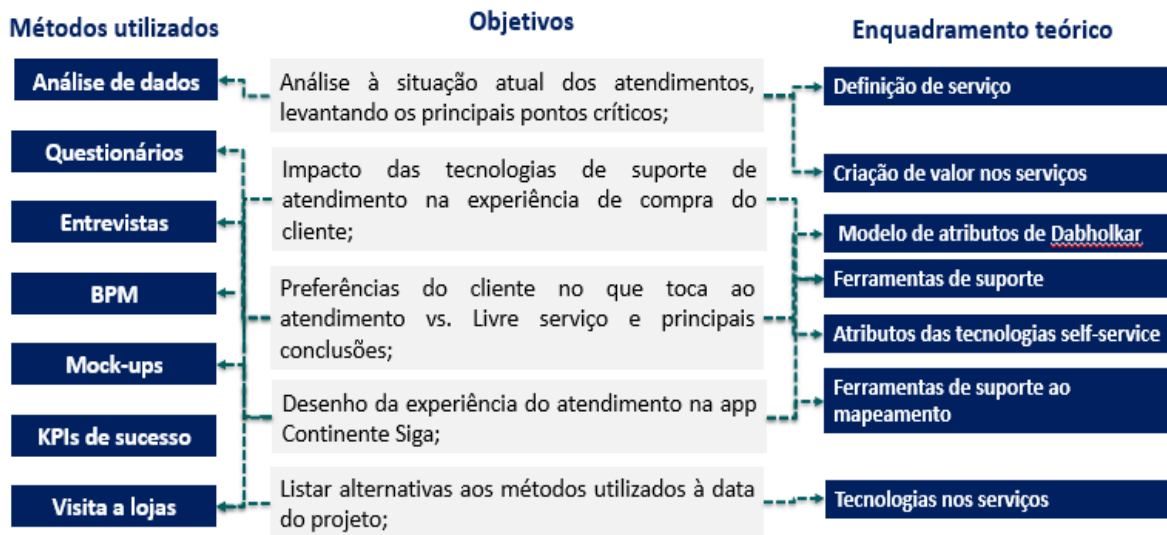 Métodos utilizados
Objetivos
Enquadramento teórico
Análise de dados
Questionários
Entrevistas
BPM
Mock-ups
KPIs de sucesso
Visita a lojas
Análise à situação atual dos atendimentos,
levantando os principais pontos críticos;
Impacto das tecnologias de suporte de
atendimento na experiência de compra do
cliente;
Preferências do cliente no que toca ao
atendimento vs. Livre serviço e principais
conclusões;
Desenho da experiência do atendimento na app
Continente Siga;
Listar alternativas aos métodos utilizados à data
do projeto;
Definição de serviço
Criação de valor nos serviços
Modelo de atributos de Dabholkar
Ferramentas de suporte
Atributos das tecnologias self-service
Ferramentas de suporte ao
mapeamento
Tecnologias nos serviços